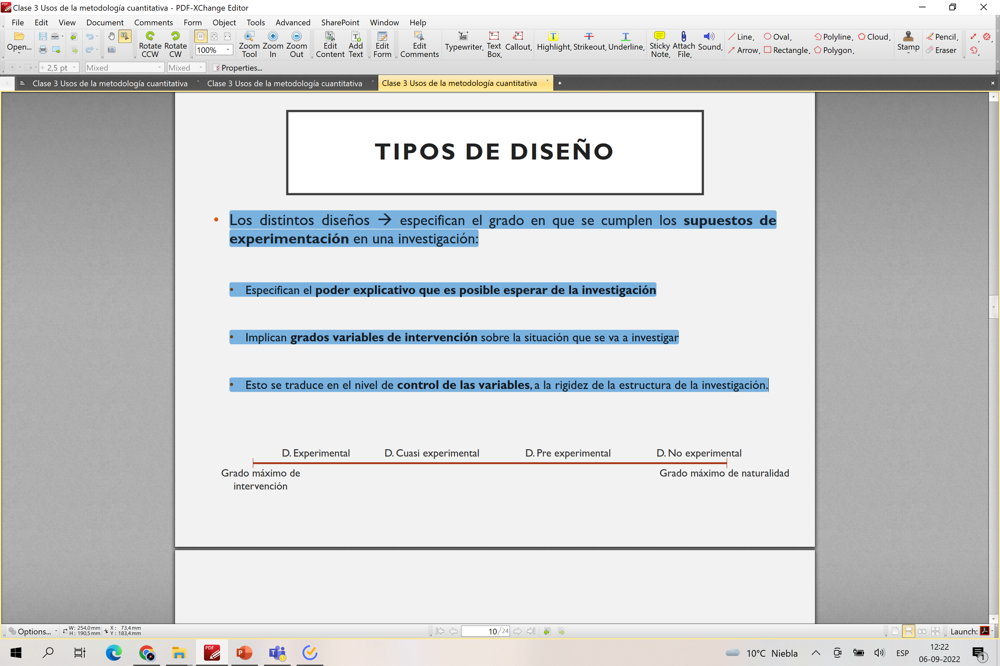 Clase 3 Usos de la metodología cuantitativa - PDF-XChange Editor
File Edit View Document Comments Form Object Tools Advanced SharePoint Window Help
Open... Rotate CCW Rotate CW 100% Zoom Tool Zoom In Zoom Out Edit Content Add Text Edit Form Edit Comments Typewriter Text Box Callout Highlight Strikeout Underline Sticky Note Attach File Sound Line Arrow Oval Rectangle Polyline Polygon Cloud Stamp Pencil Eraser
2,5 pt Mixed Mixed Properties...
Clase 3 Usos de la metodología cuantitativa Clase 3 Usos de la metodología cuantitativa Clase 3 Usos de la metodología cuantitativa
TIPOS DE DISEÑO
• Los distintos diseños → especifican el grado en que se cumplen los supuestos de
experimentación en una investigación:
• Especifican el poder explicativo que es posible esperar de la investigación
• Implican grados variables de intervención sobre la situación que se va a investigar
• Esto se traduce en el nivel de control de las variables, a la rigidez de la estructura de la investigación.
D. Experimental D. Cuasi experimental D. Pre experimental D. No experimental
Grado máximo de
intervención
Grado máximo de naturalidad
Options... W: 254,0 mm X: 73,4 mm
H: 190,5 mm Y: 183,4 mm
10 / 24
Launch:
10°C Niebla ESP 12:22
06-09-2022
1